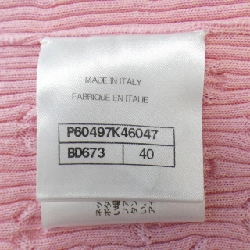 MADE IN ITALY
FABRIQUE EN ITALIE
P60497K46047
BD673 40